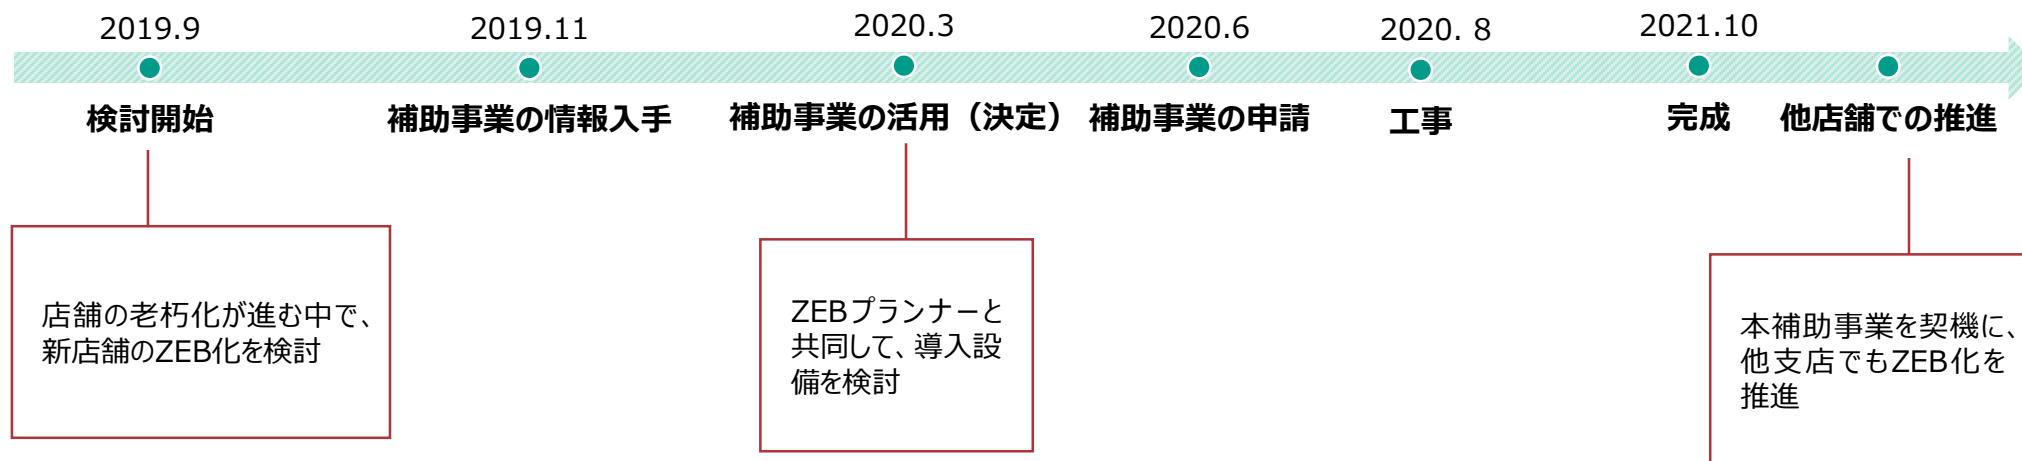 2019.9
2019.11
2020.3
2020.6
2020. 8
2021.10
検討開始
補助事業の情報入手
補助事業の活用（決定）
補助事業の申請
工事
完成
他店舗での推進
店舗の老朽化が進む中で、
新店舗のZEB化を検討
ZEBプランナーと
共同して、導入設
備を検討
本補助事業を契機に、
他支店でもZEB化を
推進